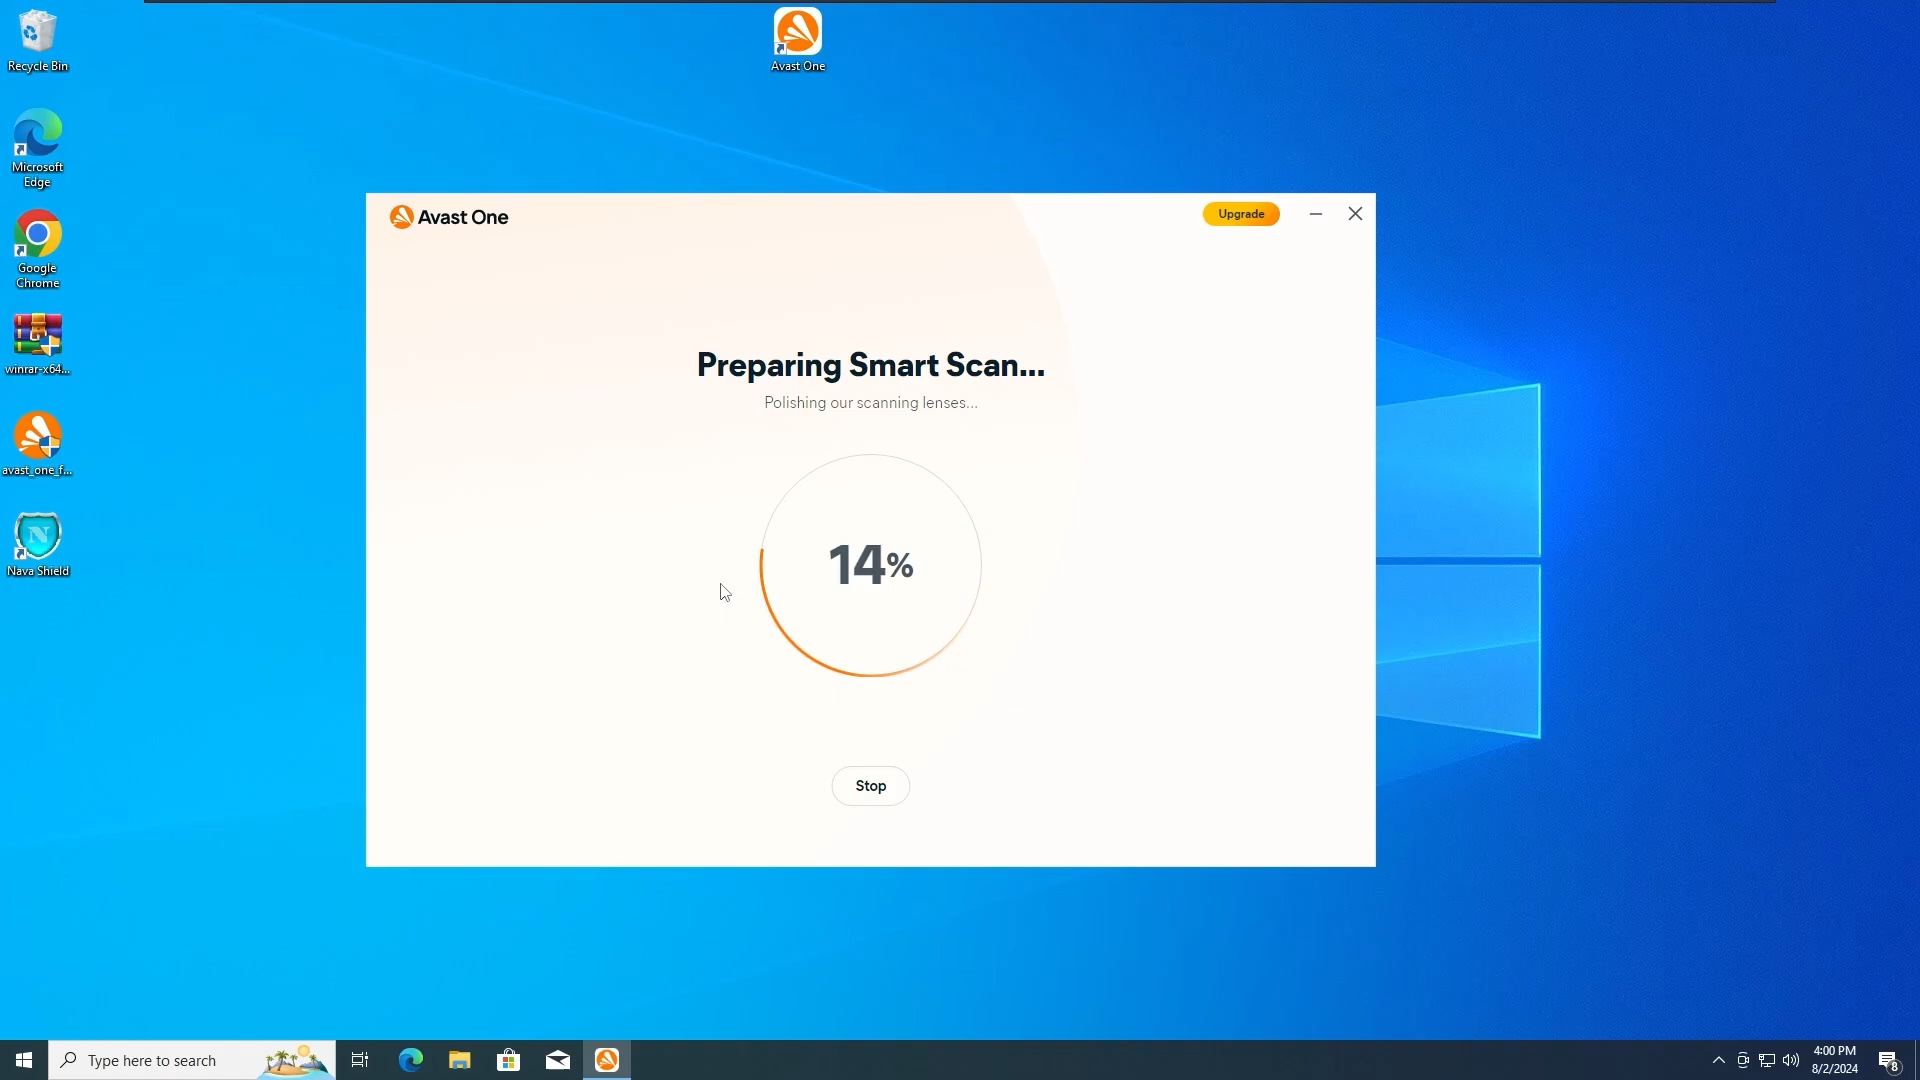 Recycle Bin
Avast One
Microsoft
Edge
Google
Chrome
winrar-x64...
avast_one_f...
N
Nava Shield
Avast One
Upgrade
Preparing Smart Scan...
Polishing our scanning lenses...
14%
Stop
Type here to search
4:00 PM
8/2/2024
8